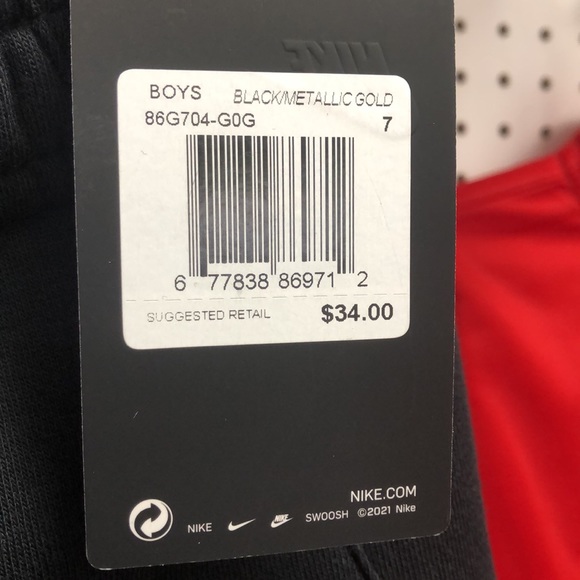 NIKE
BOYS BLACK/METALLIC GOLD
86G704-G0G 7
6 77838 86971 2
SUGGESTED RETAIL $34.00
NIKE.COM
NIKE SWOOSH ©2021 Nike